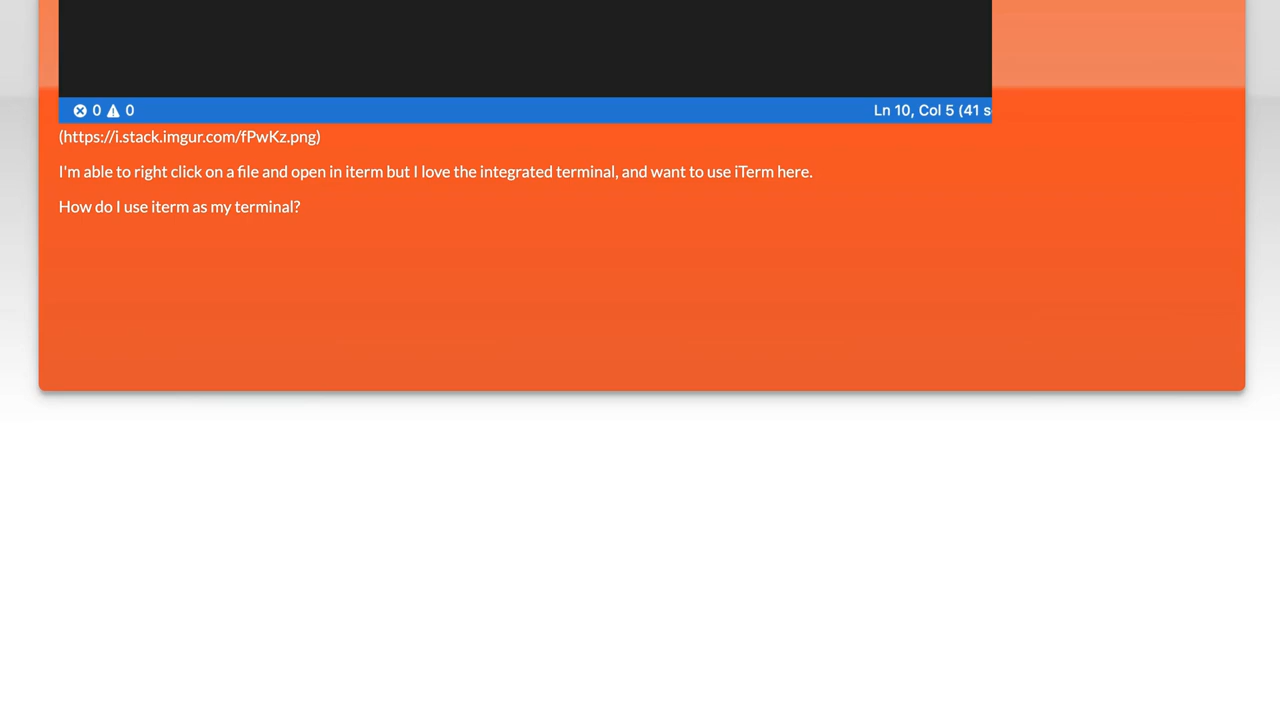 0 0 Ln 10, Col 5 (41 s
(https://i.stack.imgur.com/fPwKz.png)
I'm able to right click on a file and open in iterm but I love the integrated terminal, and want to use iTerm here.
How do I use iterm as my terminal?